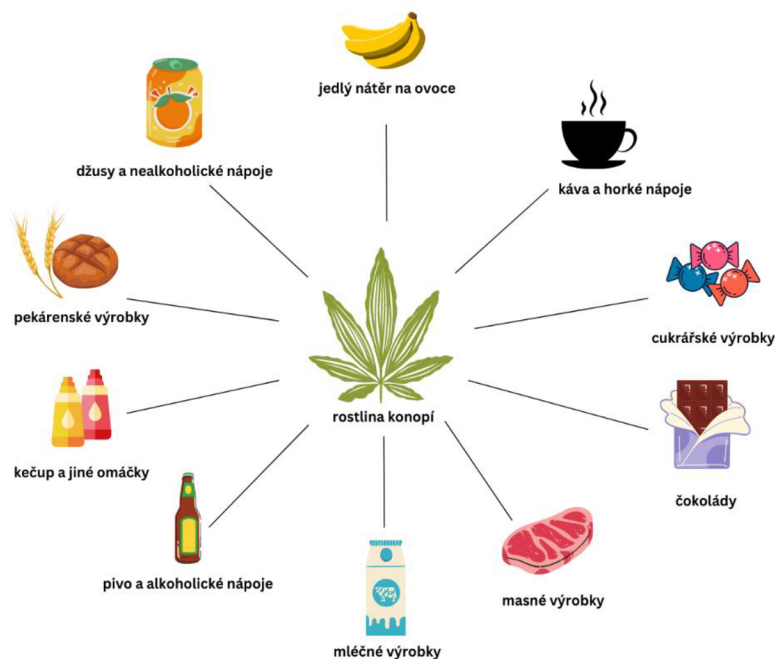 jedlý nátěr na ovoce
džusy a nealkoholické nápoje
káva a horké nápoje
pekárenské výrobky
cukrářské výrobky
rostlina konopí
kečup a jiné omáčky
čokolády
pivo a alkoholické nápoje
masné výrobky
mléčné výrobky